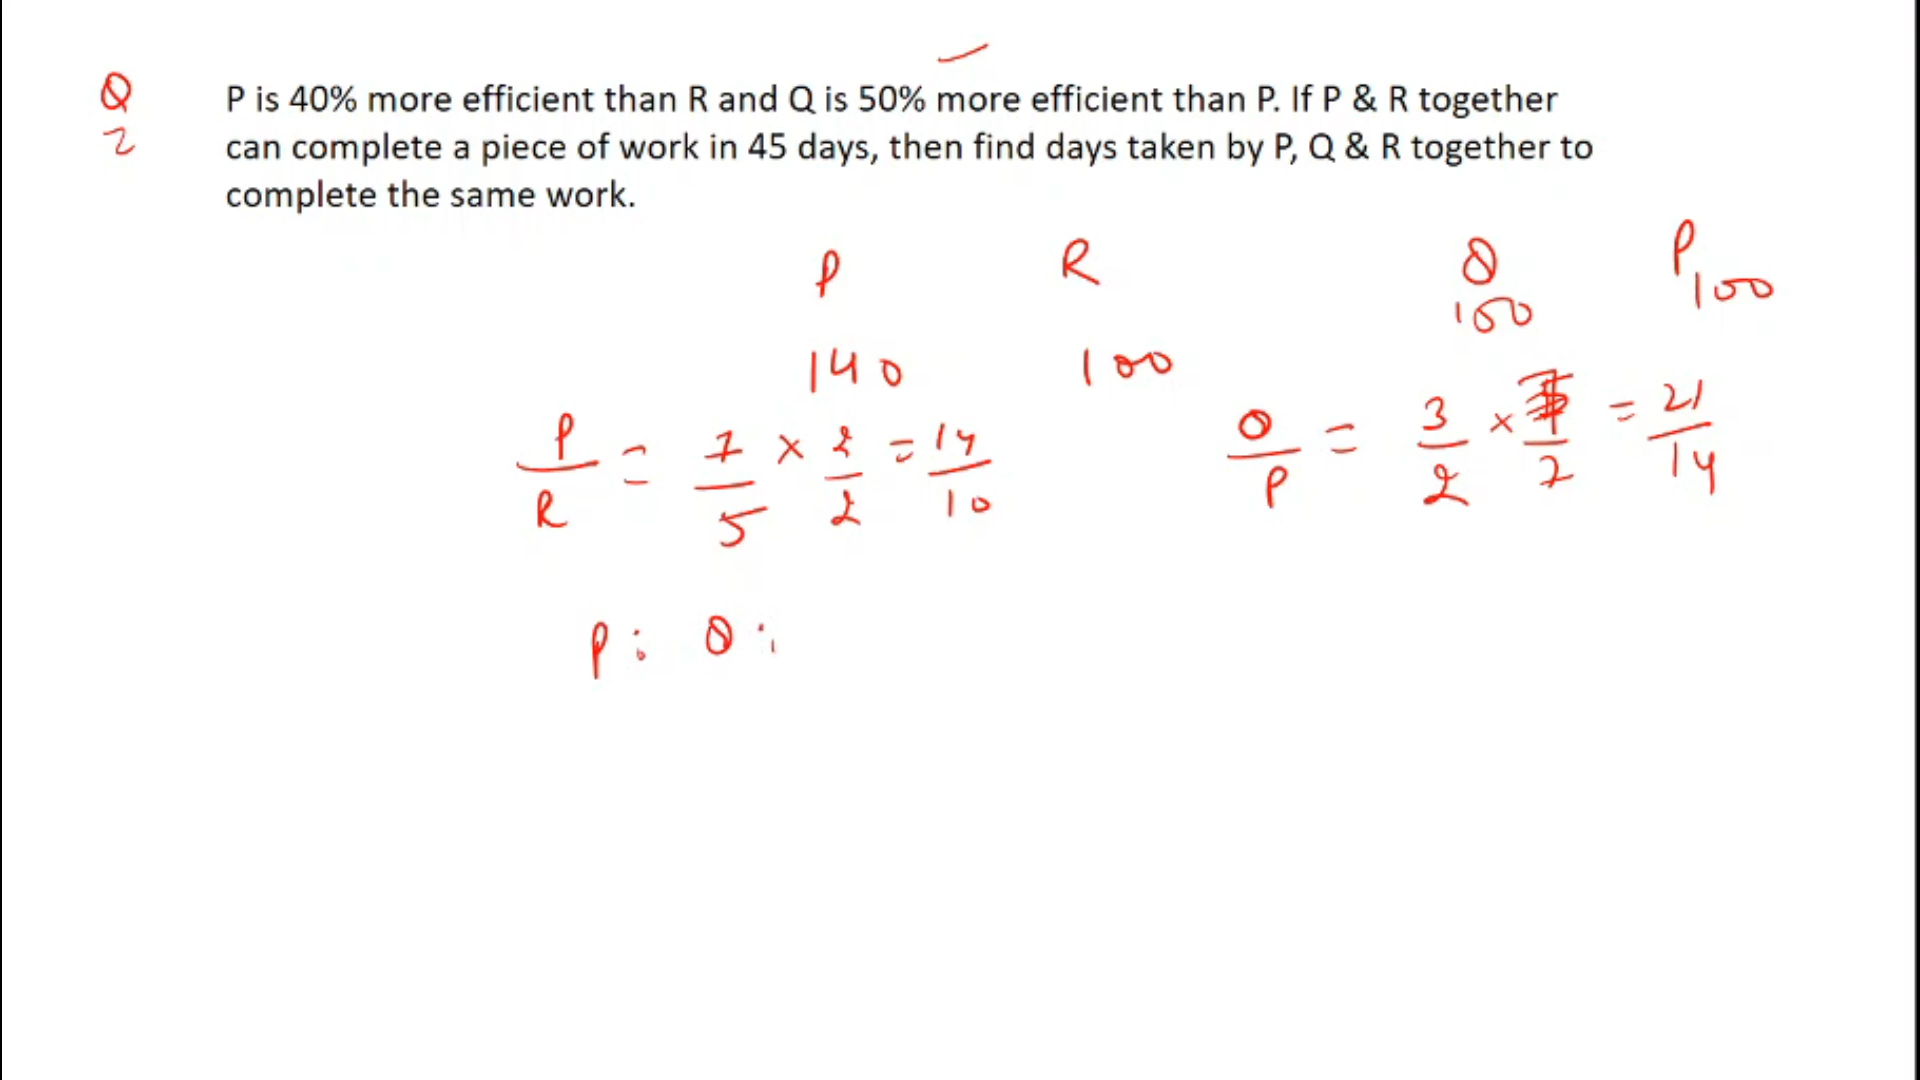 Q P is 40% more efficient than R and Q is 50% more efficient than P. If P & R together
2 can complete a piece of work in 45 days, then find days taken by P, Q & R together to
complete the same work.
P R Q P
150 100
140 100
P/R = 7/5 × 2/2 = 14/10 Q/P = 3/2 × 7/7 = 21/14
P : Q :